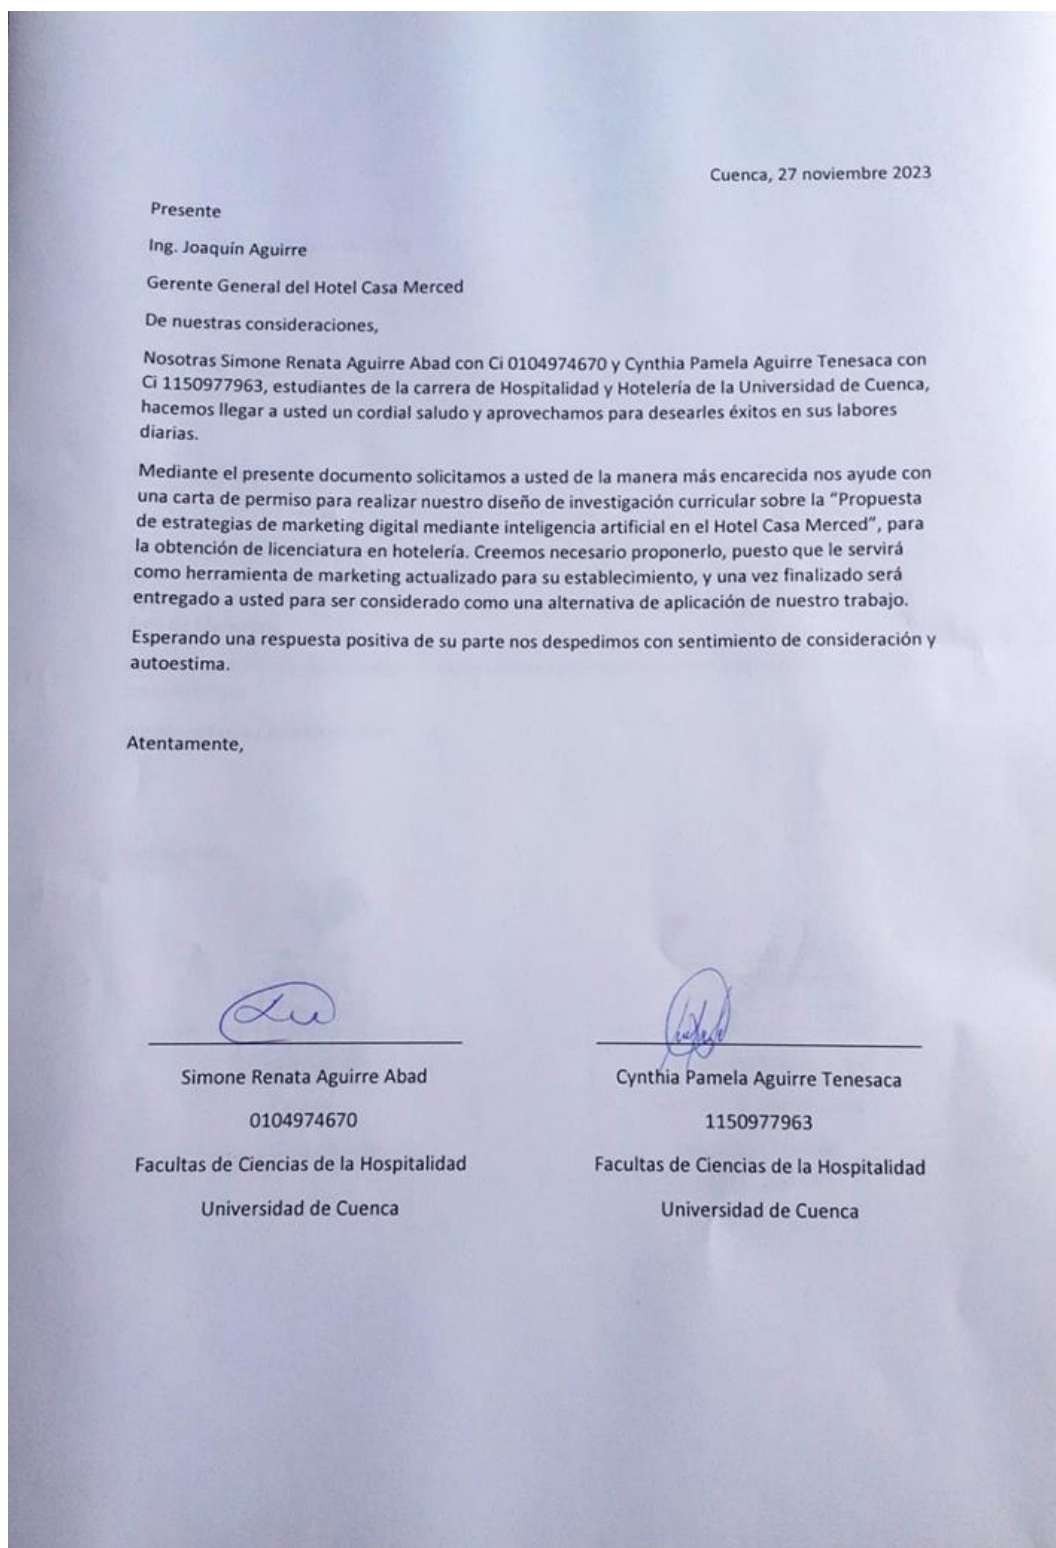 Cuenca, 27 noviembre 2023
Presente
Ing. Joaquín Aguirre
Gerente General del Hotel Casa Merced
De nuestras consideraciones,
Nosotras Simone Renata Aguirre Abad con Ci 0104974670 y Cynthia Pamela Aguirre Tenesaca con
Ci 1150977963, estudiantes de la carrera de Hospitalidad y Hotelería de la Universidad de Cuenca,
hacemos llegar a usted un cordial saludo y aprovechamos para desearles éxitos en sus labores
diarias.
Mediante el presente documento solicitamos a usted de la manera más encarecida nos ayude con
una carta de permiso para realizar nuestro diseño de investigación curricular sobre la “Propuesta
de estrategias de marketing digital mediante inteligencia artificial en el Hotel Casa Merced”, para
la obtención de licenciatura en hotelería. Creemos necesario proponerlo, puesto que le servirá
como herramienta de marketing actualizado para su establecimiento, y una vez finalizado será
entregado a usted para ser considerado como una alternativa de aplicación de nuestro trabajo.
Esperando una respuesta positiva de su parte nos despedimos con sentimiento de consideración y
autoestima.
Atentamente,
Simone Renata Aguirre Abad
0104974670
Facultas de Ciencias de la Hospitalidad
Universidad de Cuenca
Cynthia Pamela Aguirre Tenesaca
1150977963
Facultas de Ciencias de la Hospitalidad
Universidad de Cuenca